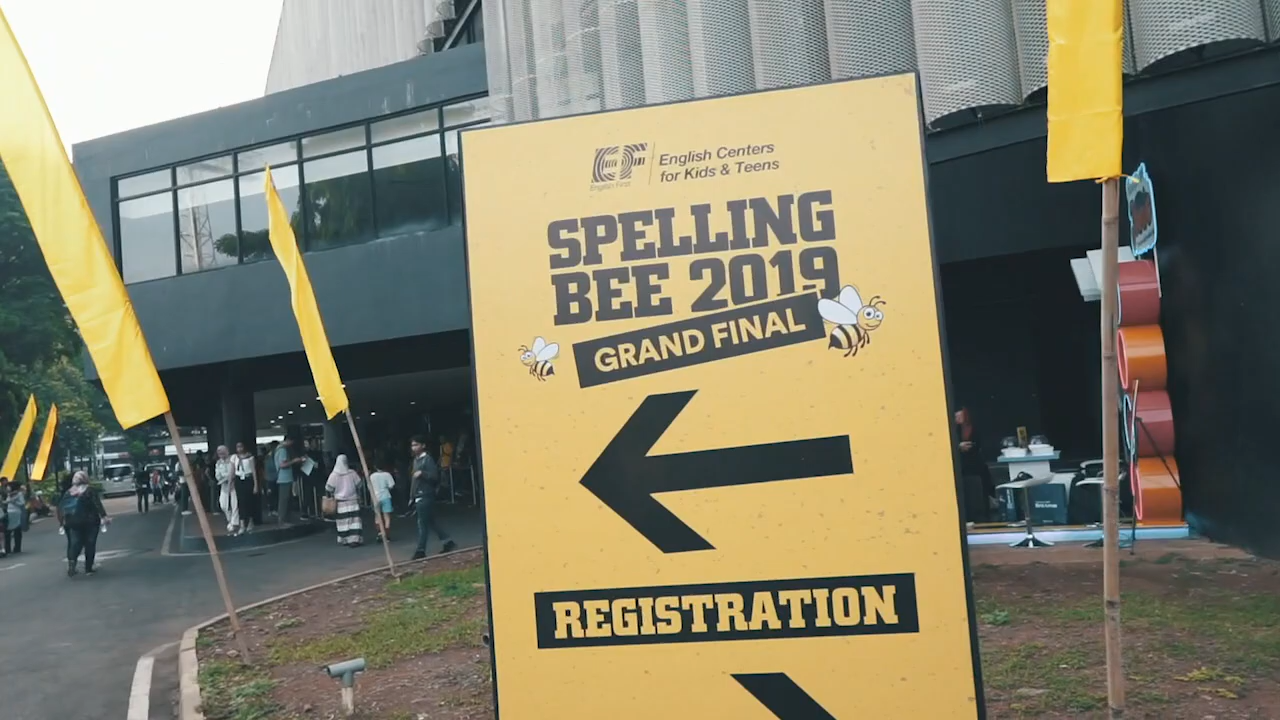 EF
English First
English Centers
for Kids & Teens
SPELLING
BEE 2019
GRAND FINAL
REGISTRATION